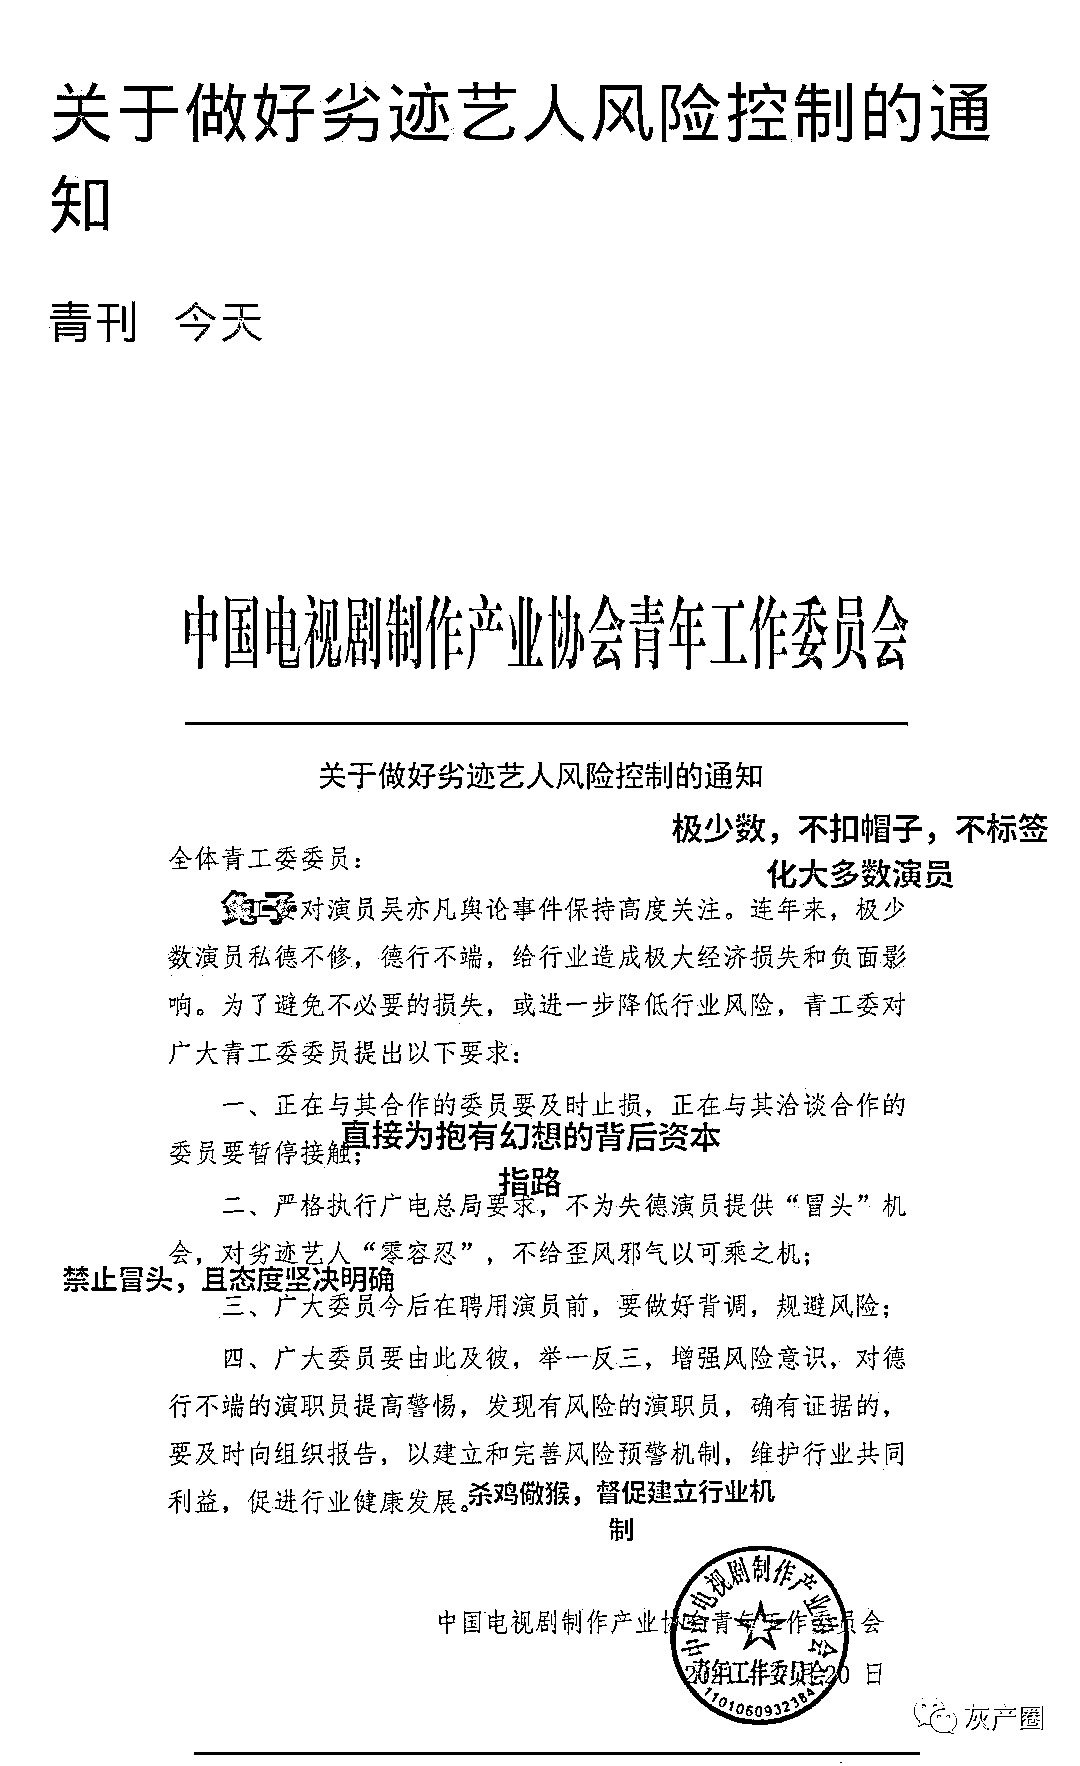 关于做好劣迹艺人风险控制的通
知
青刊 今天
中国电视剧制作产业协会青年工作委员会
关于做好劣迹艺人风险控制的通知
极少数，不扣帽子，不标签
化大多数演员
全体青工委委员：
兔子
对演员吴亦凡舆论事件保持高度关注。连年来，极少
数演员私德不修，德行不端，给行业造成极大经济损失和负面影
响。为了避免不必要的损失，或进一步降低行业风险，青工委对
广大青工委委员提出以下要求：
一、正在与其合作的委员要及时止损，正在与其洽谈合作的
直接为抱有幻想的背后资本
委员要暂停接触；
指路
二、严格执行广电总局要求，不为失德演员提供“冒头”机
会，对劣迹艺人“零容忍”，不给歪风邪气以可乘之机；
禁止冒头，且态度坚决明确
三、广大委员今后在聘用演员前，要做好背调，规避风险；
四、广大委员要由此及彼，举一反三，增强风险意识，对德
行不端的演职员提高警惕，发现有风险的演职员，确有证据的，
要及时向组织报告，以建立和完善风险预警机制，维护行业共同
利益，促进行业健康发展。
杀鸡儆猴，督促建立行业机
制
中国电视剧制作产业协会青年工作委员会
20 日
中国电视剧制作产业协会
青年工作委员会
1101060932384
灰产圈